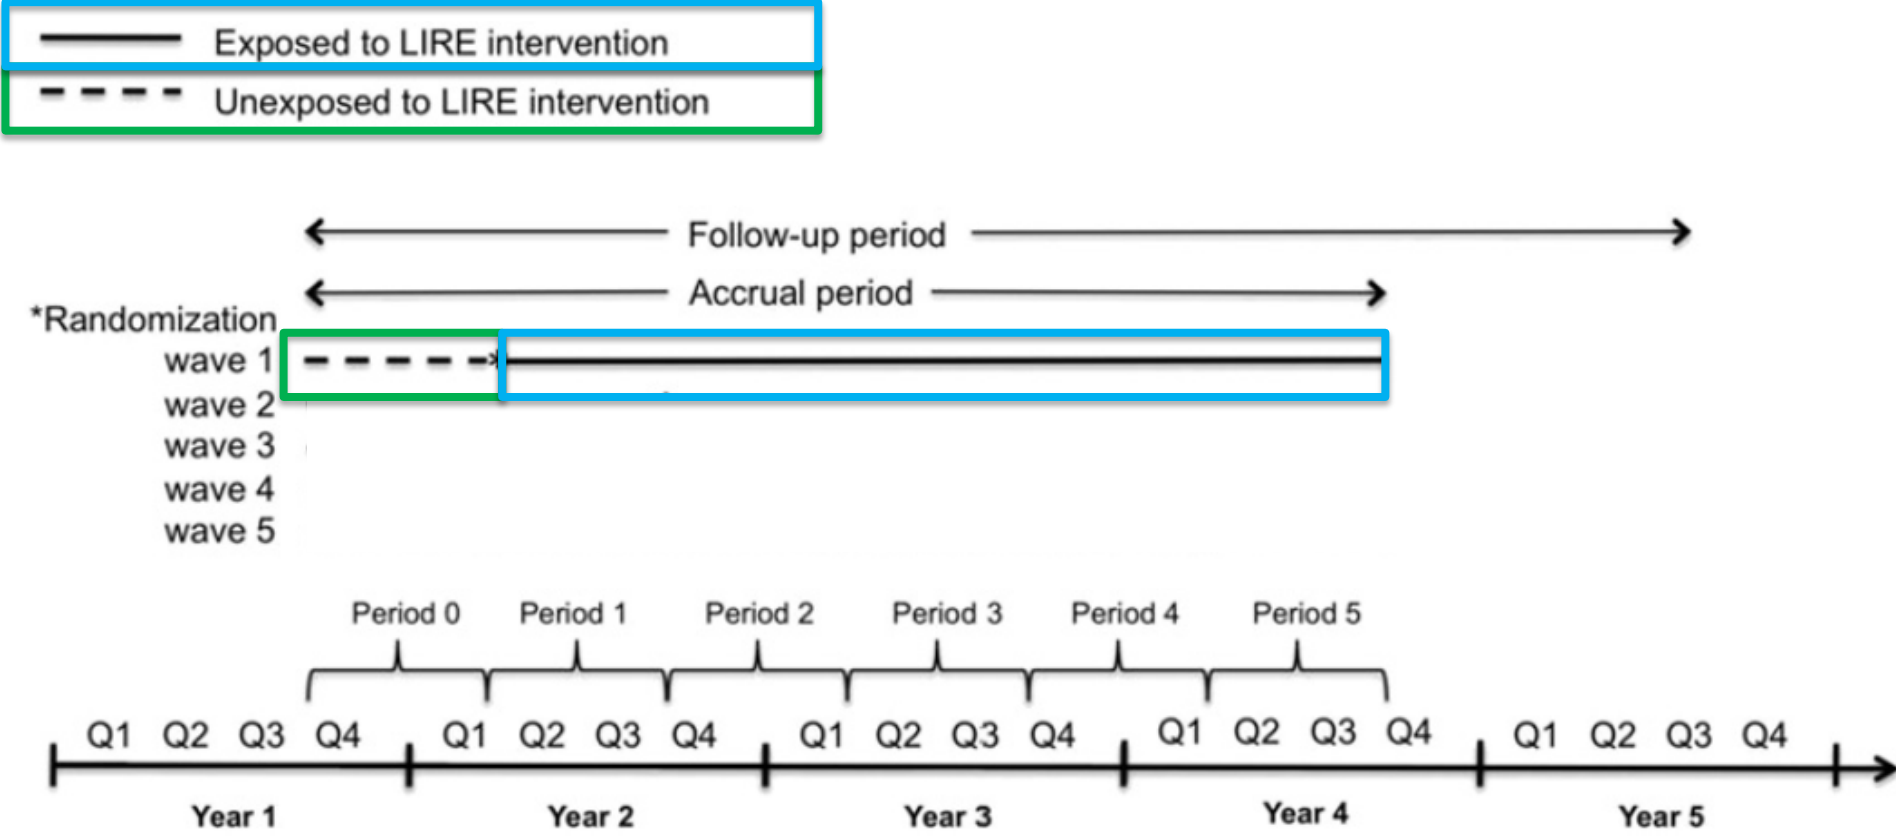 Exposed to LIRE intervention
Unexposed to LIRE intervention
Follow-up period
Accrual period
*Randomization
wave 1
wave 2
wave 3
wave 4
wave 5
Period 0 Period 1 Period 2 Period 3 Period 4 Period 5
Q1 Q2 Q3 Q4 Q1 Q2 Q3 Q4 Q1 Q2 Q3 Q4 Q1 Q2 Q3 Q4 Q1 Q2 Q3 Q4
Year 1 Year 2 Year 3 Year 4 Year 5